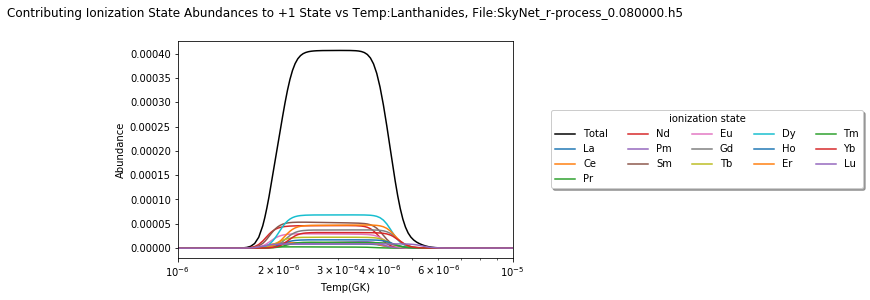 Contributing Ionization State Abundances to +1 State vs Temp:Lanthanides, File:SkyNet_r-process_0.080000.h5
0.00040
0.00035
0.00030
0.00025
0.00020
0.00015
0.00010
0.00005
0.00000
Abundance
10⁻⁶
2 × 10⁻⁶
3 × 10⁻⁶
4 × 10⁻⁶
6 × 10⁻⁶
10⁻⁵
Temp(GK)
ionization state
Total Nd Eu Dy Tm
La Pm Gd Ho Yb
Ce Sm Tb Er Lu
Pr